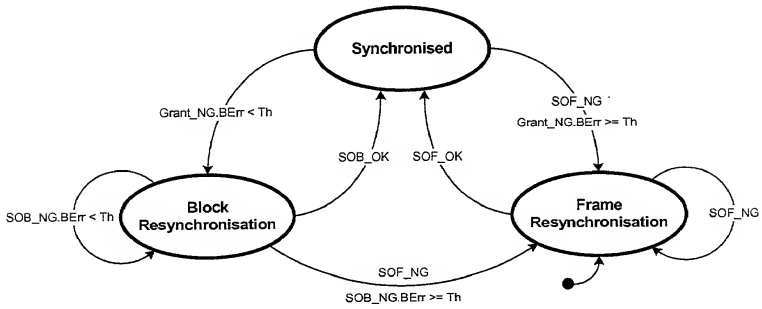 Synchronised
SOF_NG
Grant_NG.BErr < Th
Grant_NG.BErr >= Th
SOB_OK
SOF_OK
Block
Resynchronisation
Frame
Resynchronisation
SOB_NG.BErr < Th
SOF_NG
SOF_NG
SOB_NG.BErr >= Th